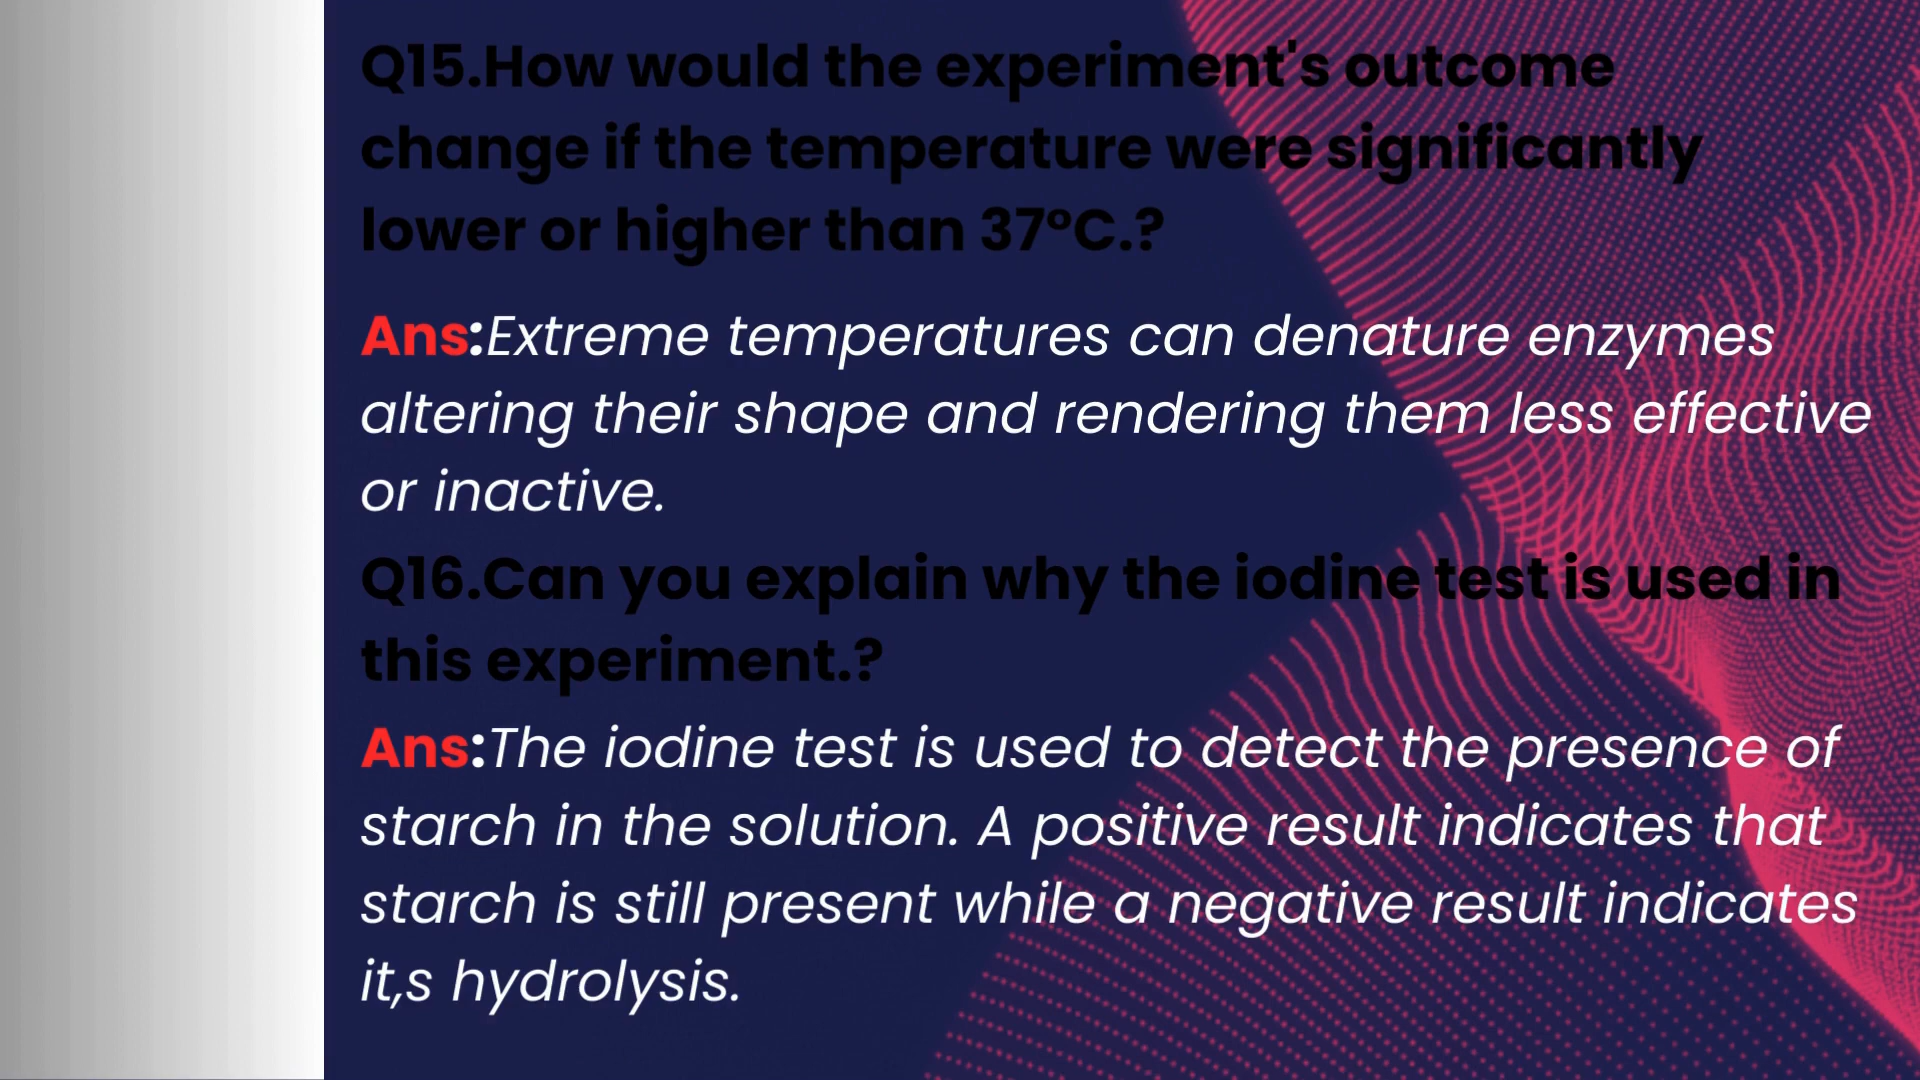 Q15.How would the experiment's outcome
change if the temperature were significantly
lower or higher than 37°C.?
Ans:Extreme temperatures can denature enzymes
altering their shape and rendering them less effective
or inactive.
Q16.Can you explain why the iodine test is used in
this experiment.?
Ans:The iodine test is used to detect the presence of
starch in the solution. A positive result indicates that
starch is still present while a negative result indicates
it,s hydrolysis.